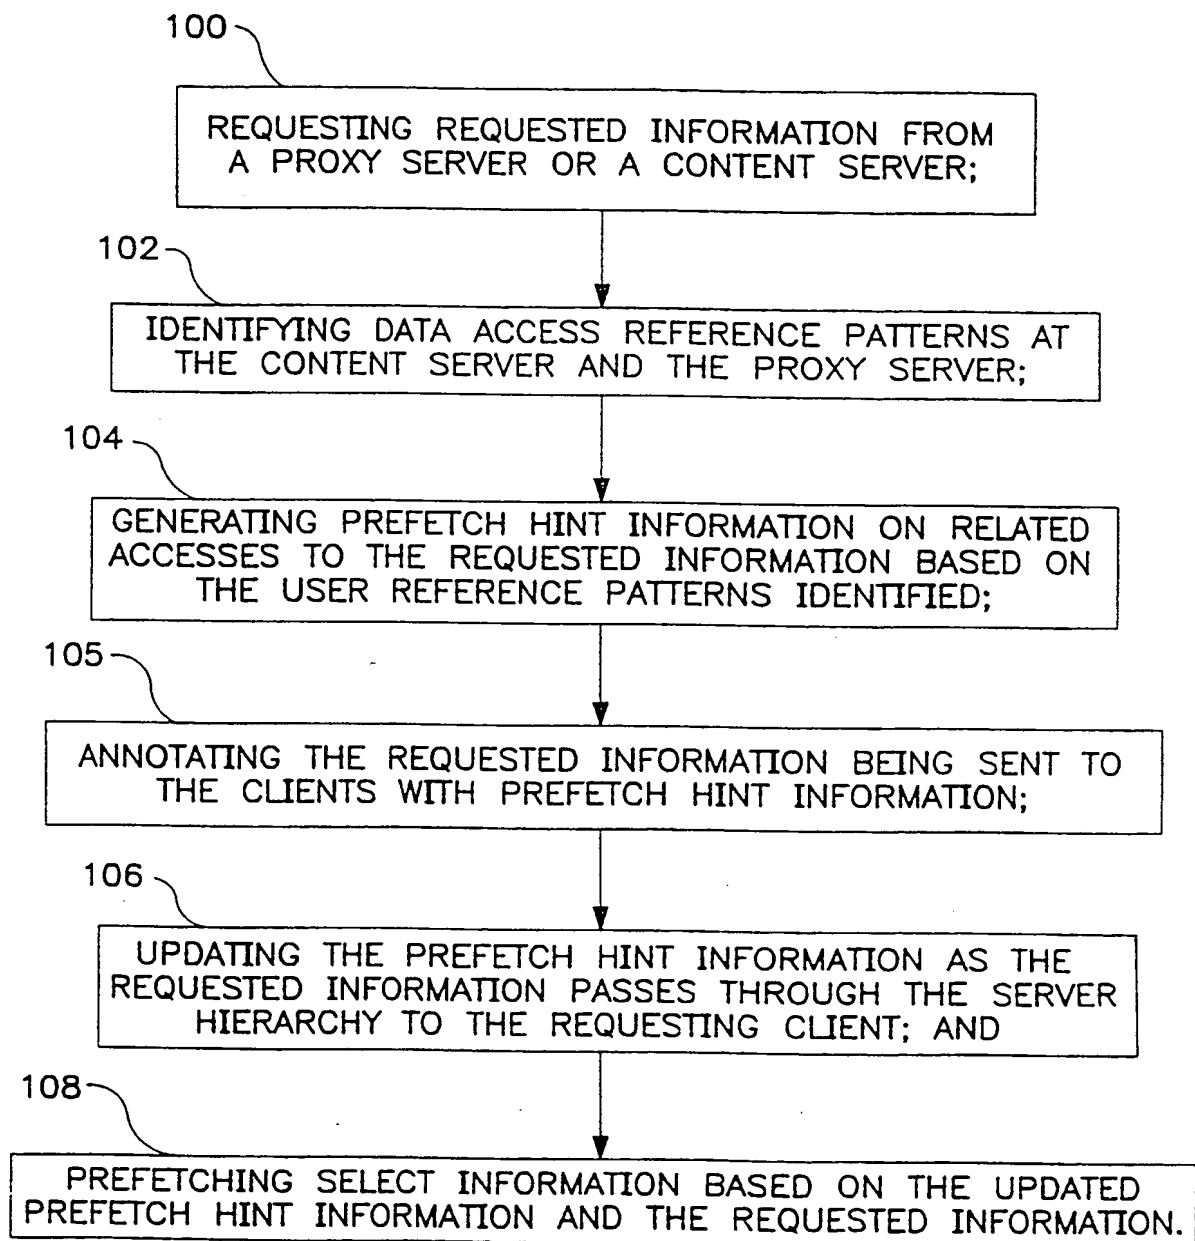 100
REQUESTING REQUESTED INFORMATION FROM
A PROXY SERVER OR A CONTENT SERVER;
102
IDENTIFYING DATA ACCESS REFERENCE PATTERNS AT
THE CONTENT SERVER AND THE PROXY SERVER;
104
GENERATING PREFETCH HINT INFORMATION ON RELATED
ACCESSES TO THE REQUESTED INFORMATION BASED ON
THE USER REFERENCE PATTERNS IDENTIFIED;
105
ANNOTATING THE REQUESTED INFORMATION BEING SENT TO
THE CLIENTS WITH PREFETCH HINT INFORMATION;
106
UPDATING THE PREFETCH HINT INFORMATION AS THE
REQUESTED INFORMATION PASSES THROUGH THE SERVER
HIERARCHY TO THE REQUESTING CLIENT; AND
108
PREFETCHING SELECT INFORMATION BASED ON THE UPDATED
PREFETCH HINT INFORMATION AND THE REQUESTED INFORMATION.